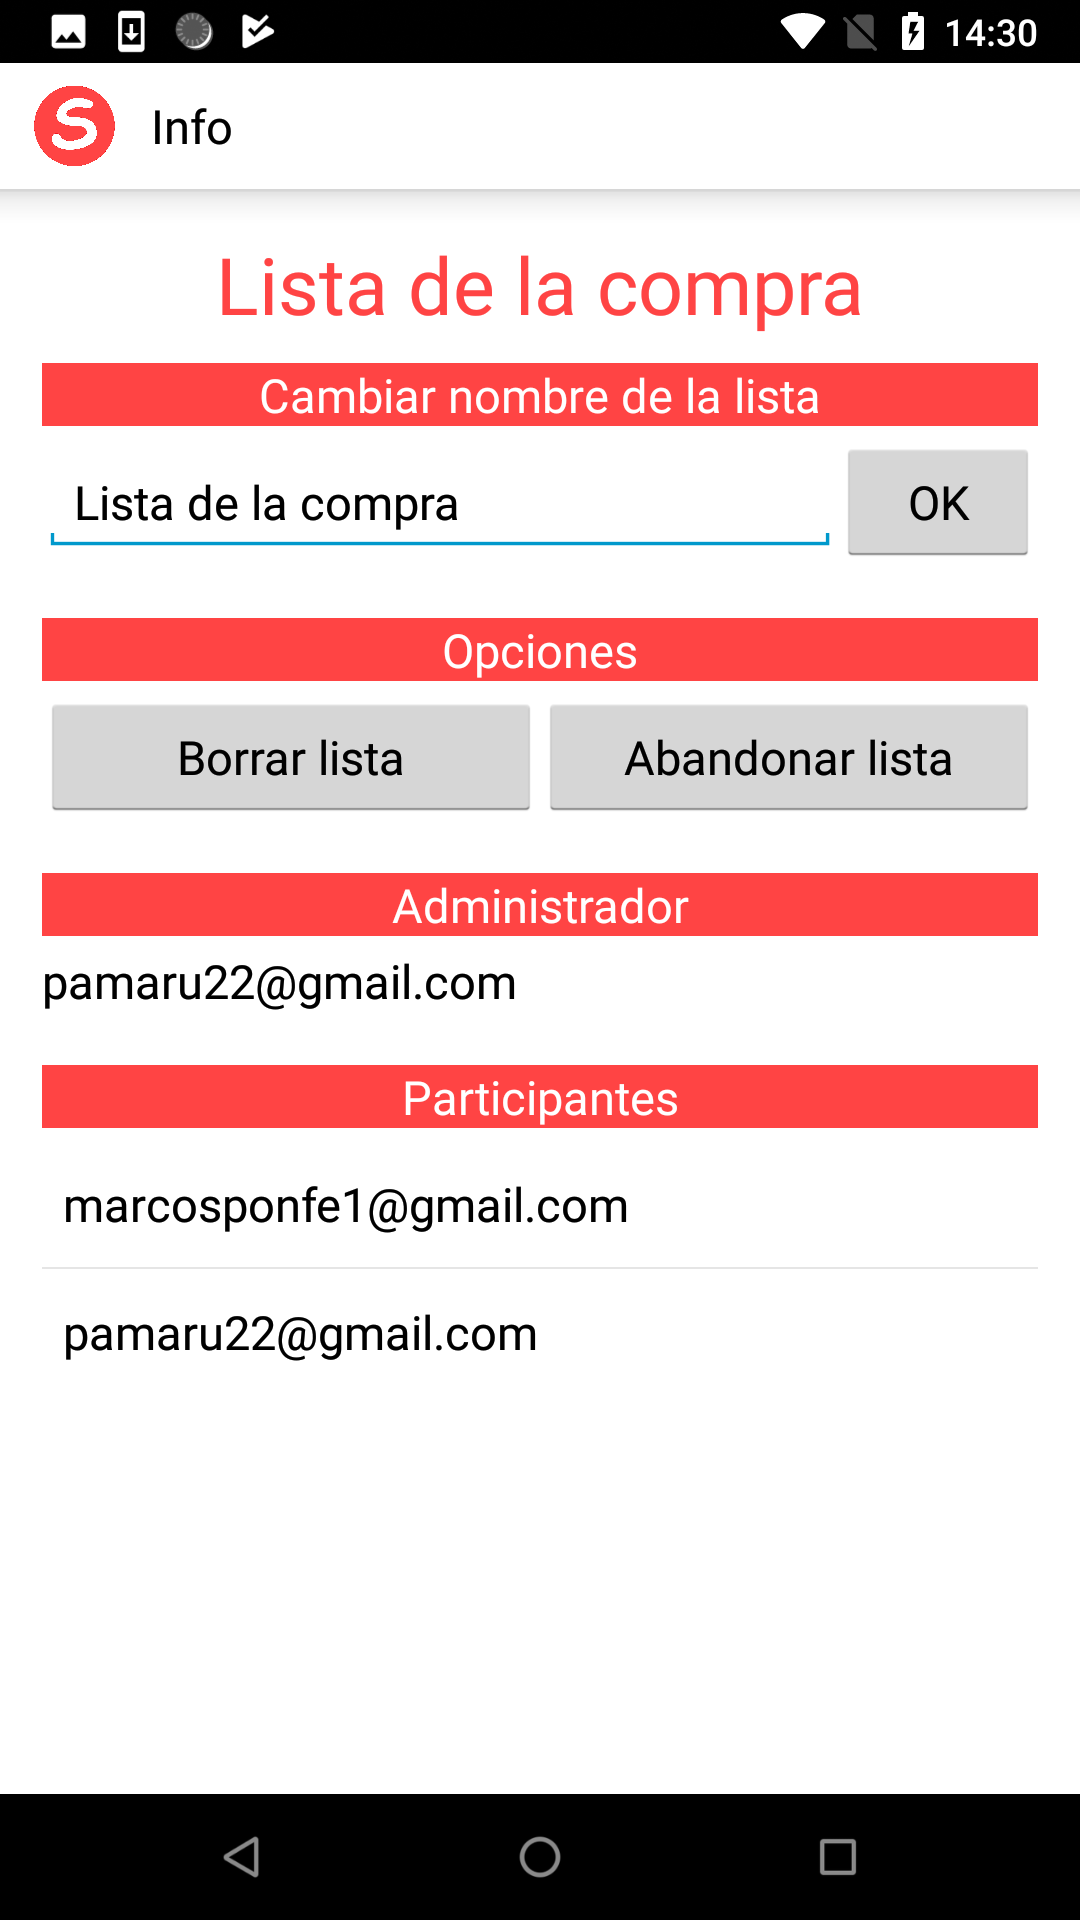 14:30
S Info
Lista de la compra
Cambiar nombre de la lista
Lista de la compra OK
Opciones
Borrar lista Abandonar lista
Administrador
pamaru22@gmail.com
Participantes
marcosponfe1@gmail.com
pamaru22@gmail.com